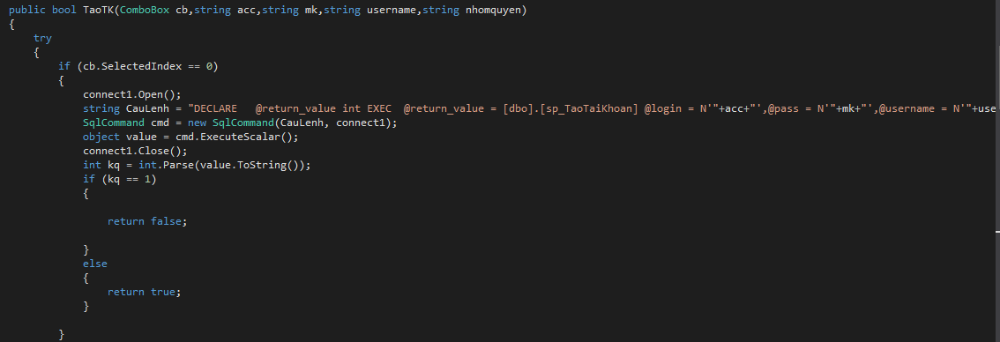 public bool TaoTK(ComboBox cb,string acc,string mk,string username,string nhomquyen)
{
try
{
if (cb.SelectedIndex == 0)
{
connect1.Open();
string CauLenh = "DECLARE   @return_value int EXEC  @return_value = [dbo].[sp_TaoTaiKhoan] @login = N'"+acc+"',@pass = N'"+mk+"',@username = N'"+use
SqlCommand cmd = new SqlCommand(CauLenh, connect1);
object value = cmd.ExecuteScalar();
connect1.Close();
int kq = int.Parse(value.ToString());
if (kq == 1)
{
return false;
}
else
{
return true;
}
}